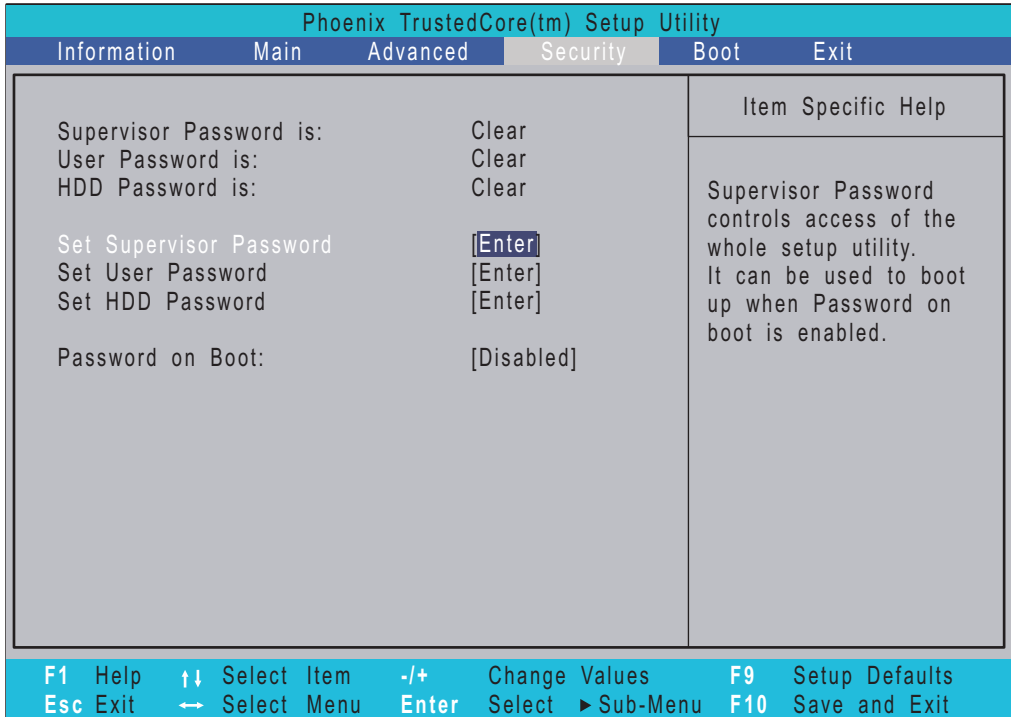 Phoenix TrustedCore(tm) Setup Utility
Information Main Advanced Security Boot Exit
Item Specific Help
Supervisor Password is: Clear
User Password is: Clear
HDD Password is: Clear
Set Supervisor Password [Enter]
Set User Password [Enter]
Set HDD Password [Enter]
Password on Boot: [Disabled]
Supervisor Password
controls access of the
whole setup utility.
It can be used to boot
up when Password on
boot is enabled.
F1 Help ↑↓ Select Item -/+ Change Values F9 Setup Defaults
Esc Exit ↔ Select Menu Enter Select ▶ Sub-Menu F10 Save and Exit